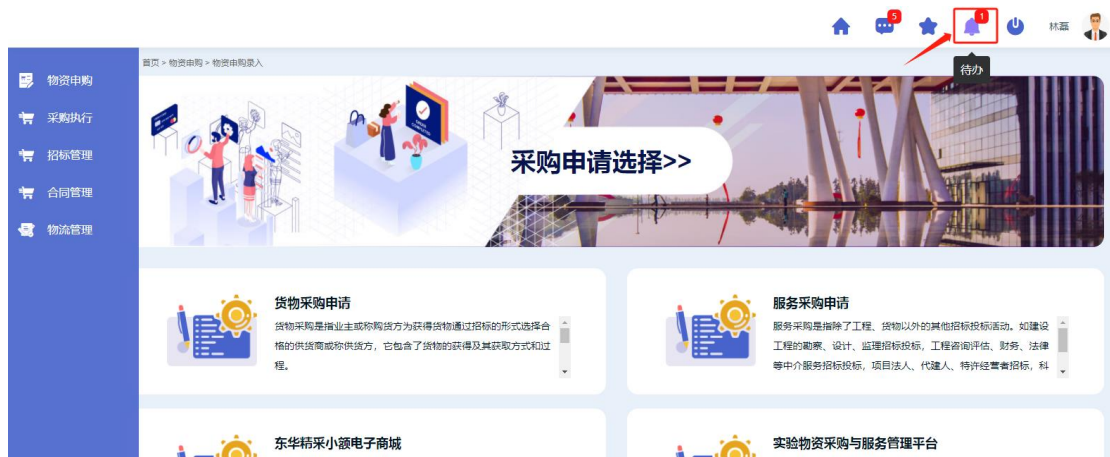 5
1
林磊
待办
首页 > 物资申购 > 物资申购录入
物资申购
采购执行
招标管理
合同管理
物流管理
采购申请选择>>
货物采购申请
货物采购是指业主或称购货方为获得货物通过招标的形式选择合
格的供货商或称供货方，它包含了货物的获得及其获取方式和过
程。
服务采购申请
服务采购是指除了工程、货物以外的其他招标投标活动。如建设
工程的勘察、设计、监理招标投标，工程咨询评估、财务、法律
等中介服务招标投标，项目法人、代建人、特许经营者招标，科
东华精采小额电子商城
实验物资采购与服务管理平台